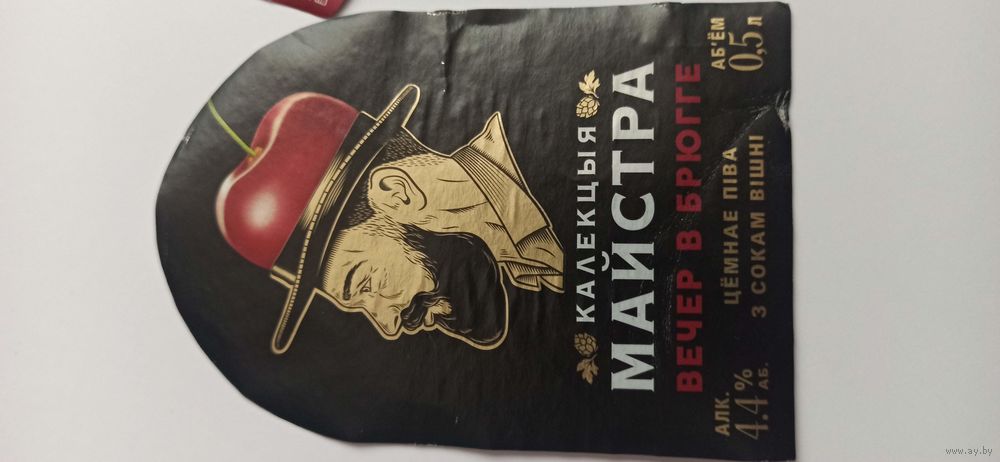 КАЛЕКЦЫЯ
МАЙСТРА
ВЕЧЕР В БРЮГГЕ
ЦЁМНАЕ ПІВА
З СОКАМ ВІШНІ
АЛК.
4.4%
АБ.
АБ'ЁМ
0,5 л
www.ay.by